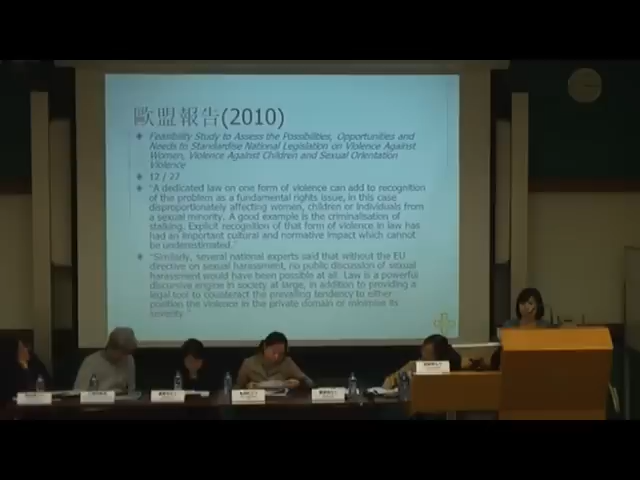 歐盟報告(2010)
Feasibility Study to Assess the Possibilities, Opportunities and
Needs to Standardise National Legislation on Violence Against
Women, Violence Against Children and Sexual Orientation
Violence
12 / 27
"A dedicated law on one form of violence can add to recognition
of the problem as a fundamental rights issue, in this case
disproportionately affecting women, children or individuals from
a sexual minority. A good example is the criminalisation of
stalking. Explicit recognition of that form of violence in law has
had an important cultural and normative impact which cannot
be underestimated."
"Similarly, several national experts said that without the EU
directive on sexual harassment, no public discussion of sexual
harassment would have been possible at all. Law is a powerful
discursive engine in society at large, in addition to providing a
legal tool to counteract the prevailing tendency to either
position the violence in the private domain or minimise its
severity."